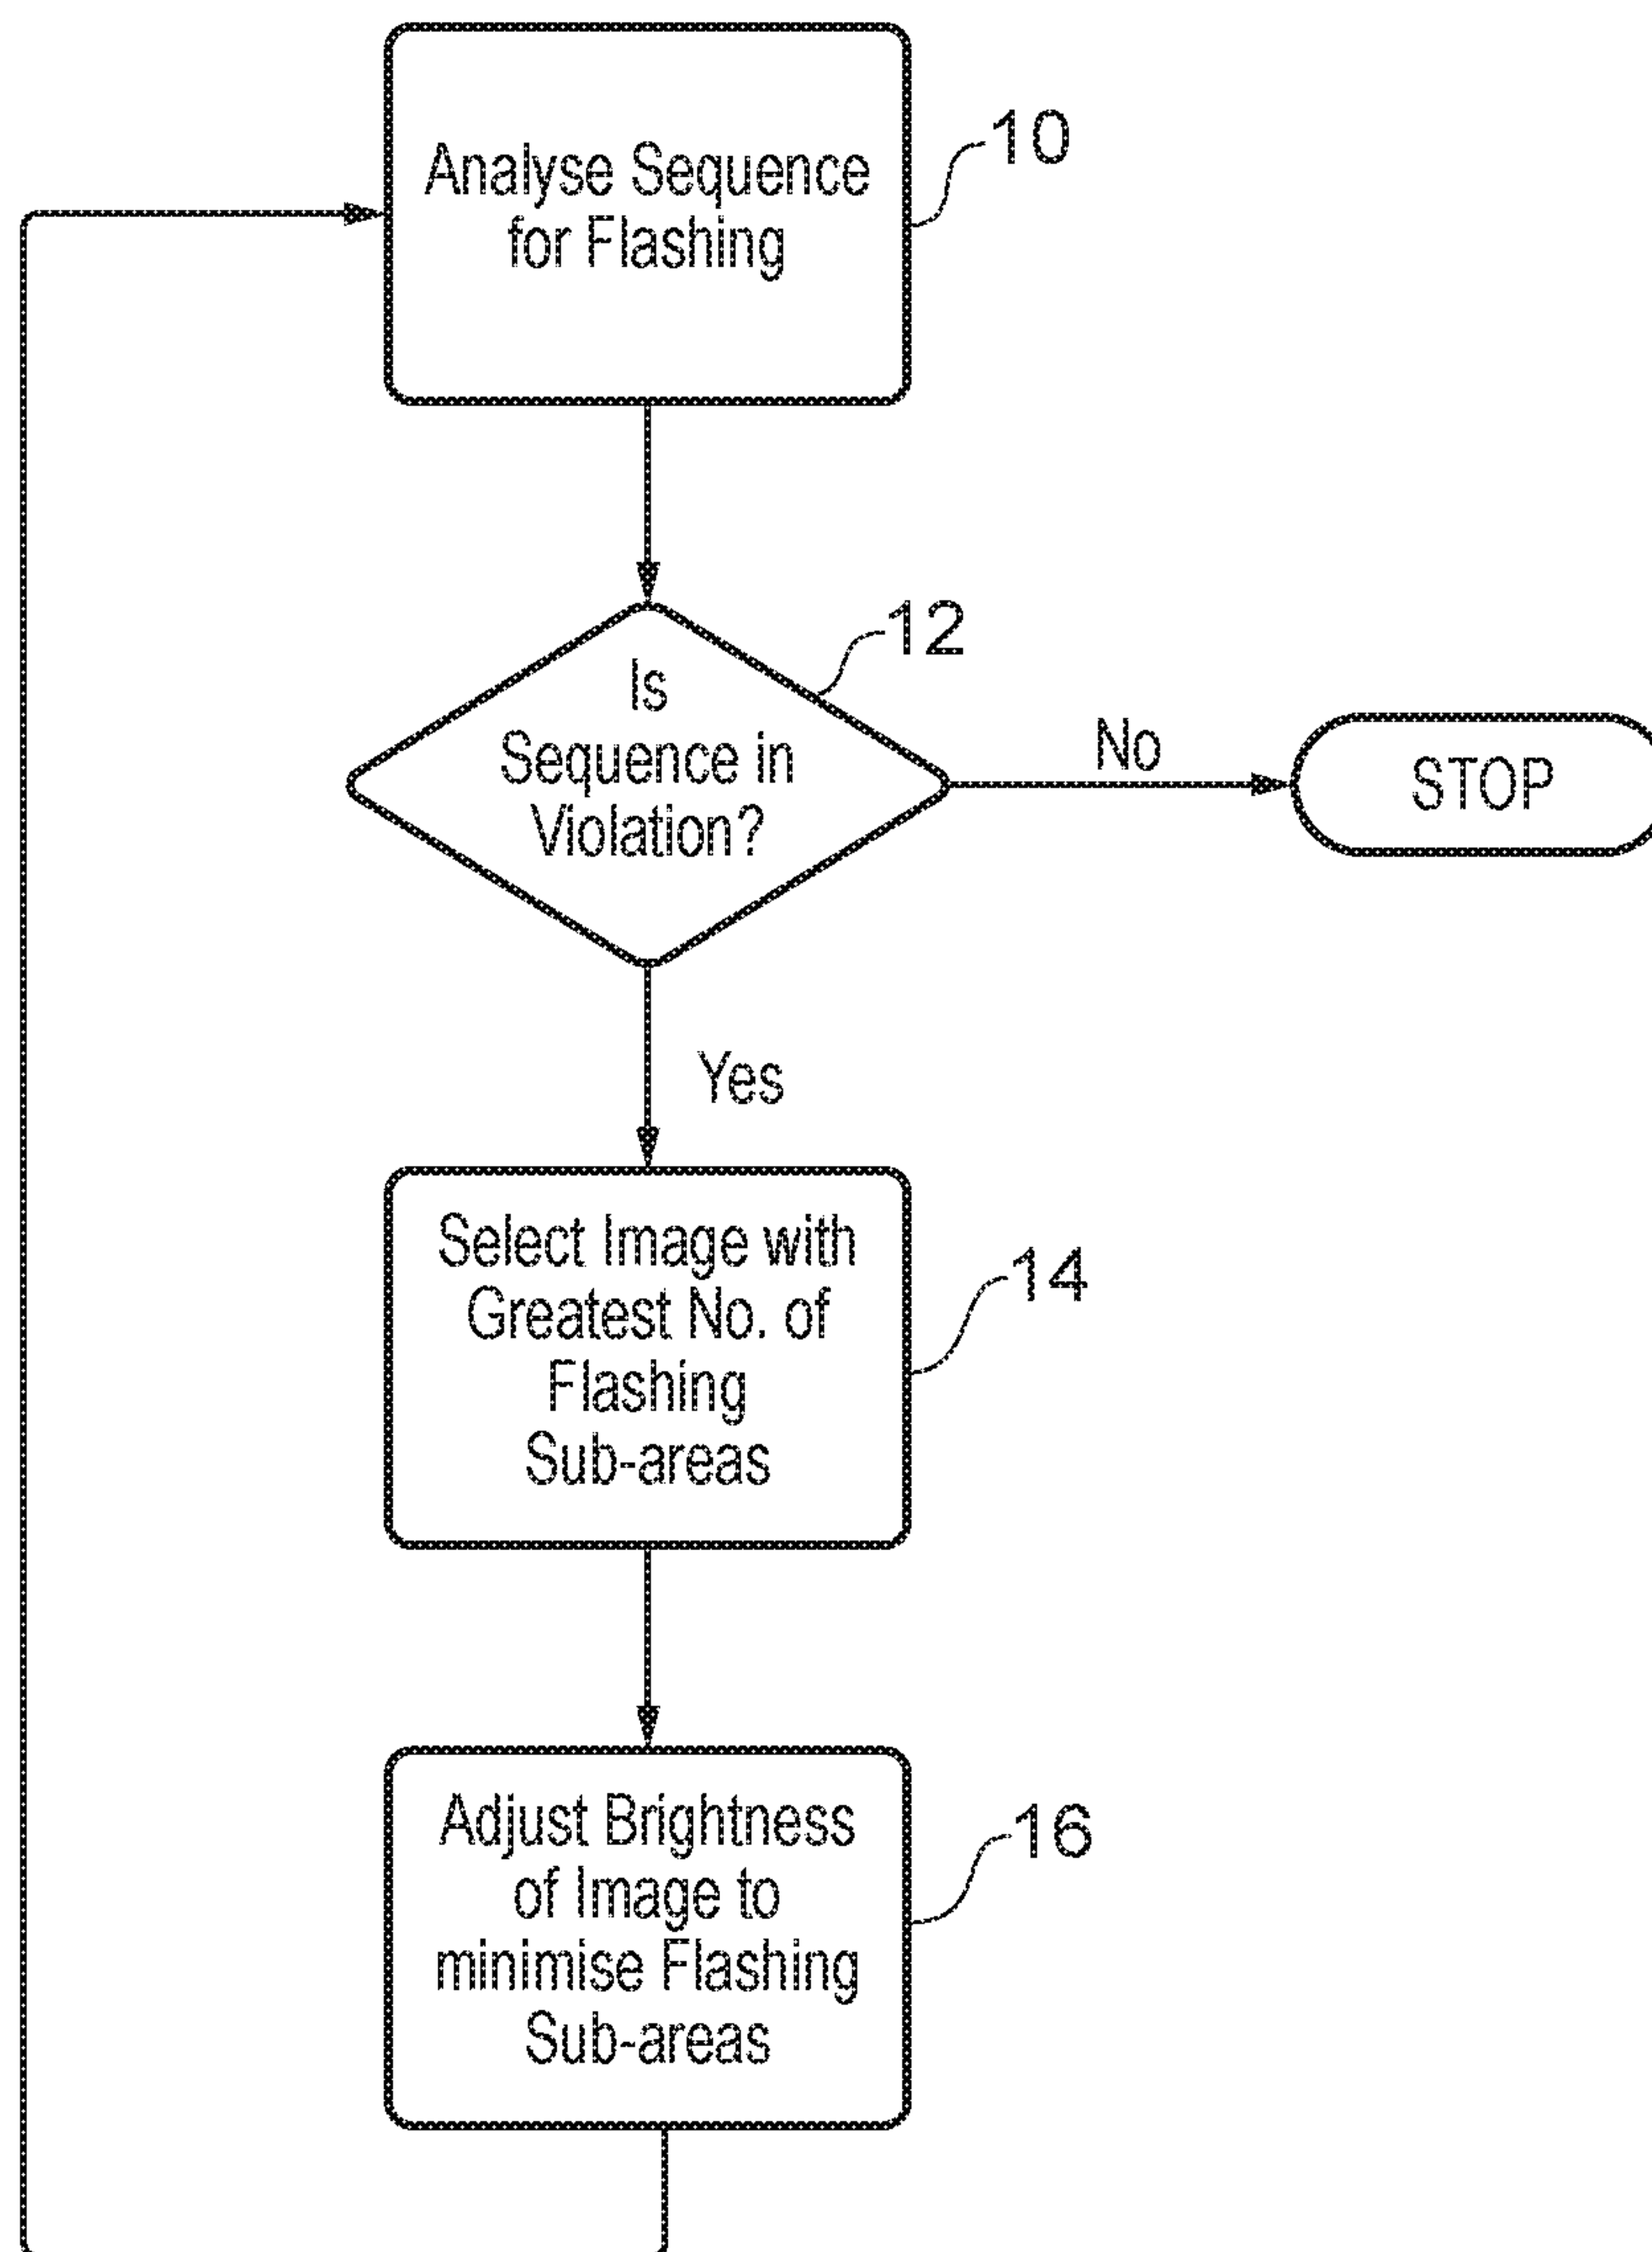 Analyse Sequence
for Flashing
10
Is
Sequence in
Violation?
12
No
STOP
Yes
Select Image with
Greatest No. of
Flashing
Sub-areas
14
Adjust Brightness
of Image to
minimise Flashing
Sub-areas
16